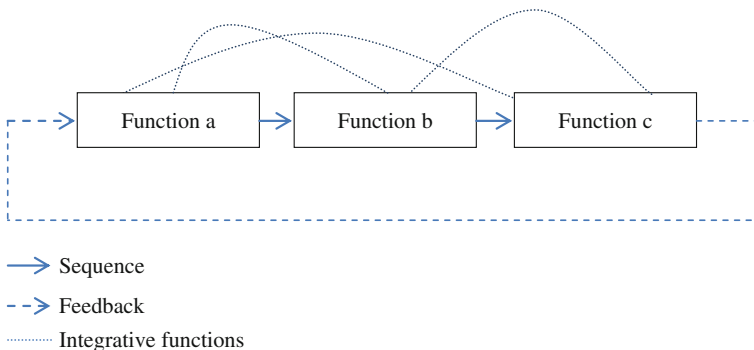 Function a
Function b
Function c
Sequence
Feedback
Integrative functions